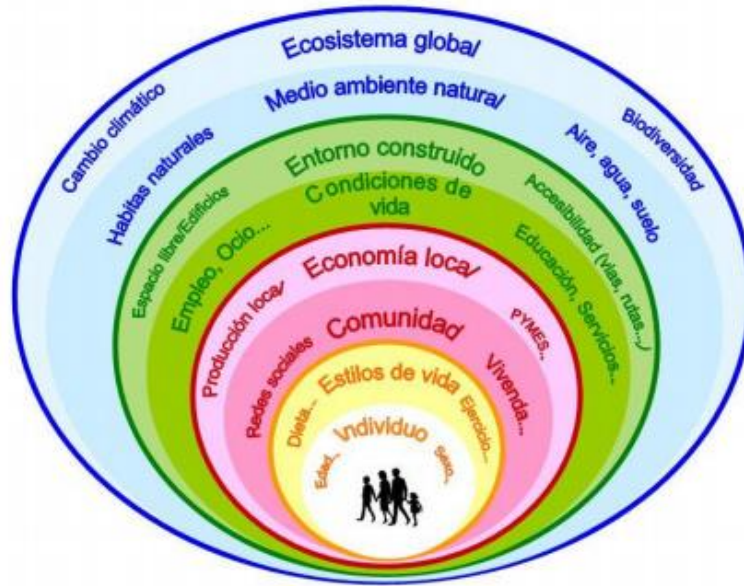 Ecosistema global
Cambio climático
Biodiversidad
Medio ambiente natural
Habitas naturales
Aire, agua, suelo
Entorno construido
Espacio libre/Edificios
Accesibilidad (vías, rutas...)
Condiciones de
vida
Empleo, Ocio...
Educación, Servicios...
Economía local
Producción local
PYMES...
Comunidad
Redes sociales
Vivenda...
Estilos de vida
Dieta...
Ejercicio...
Individuo
Edad..
Sexo..